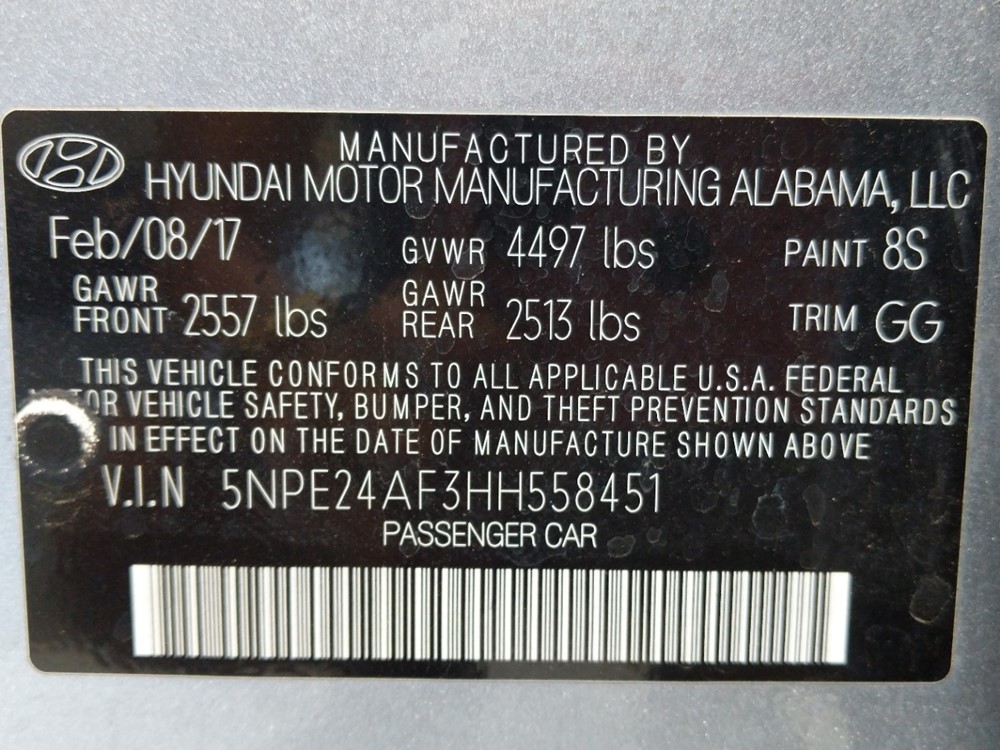 MANUFACTURED BY
HYUNDAI MOTOR MANUFACTURING ALABAMA, LLC
Feb/08/17 GVWR 4497 lbs PAINT 8S
GAWR FRONT 2557 lbs GAWR REAR 2513 lbs TRIM GG
THIS VEHICLE CONFORMS TO ALL APPLICABLE U.S.A. FEDERAL
TOR VEHICLE SAFETY, BUMPER, AND THEFT PREVENTION STANDARDS
IN EFFECT ON THE DATE OF MANUFACTURE SHOWN ABOVE
V.I.N 5NPE24AF3HH558451
PASSENGER CAR